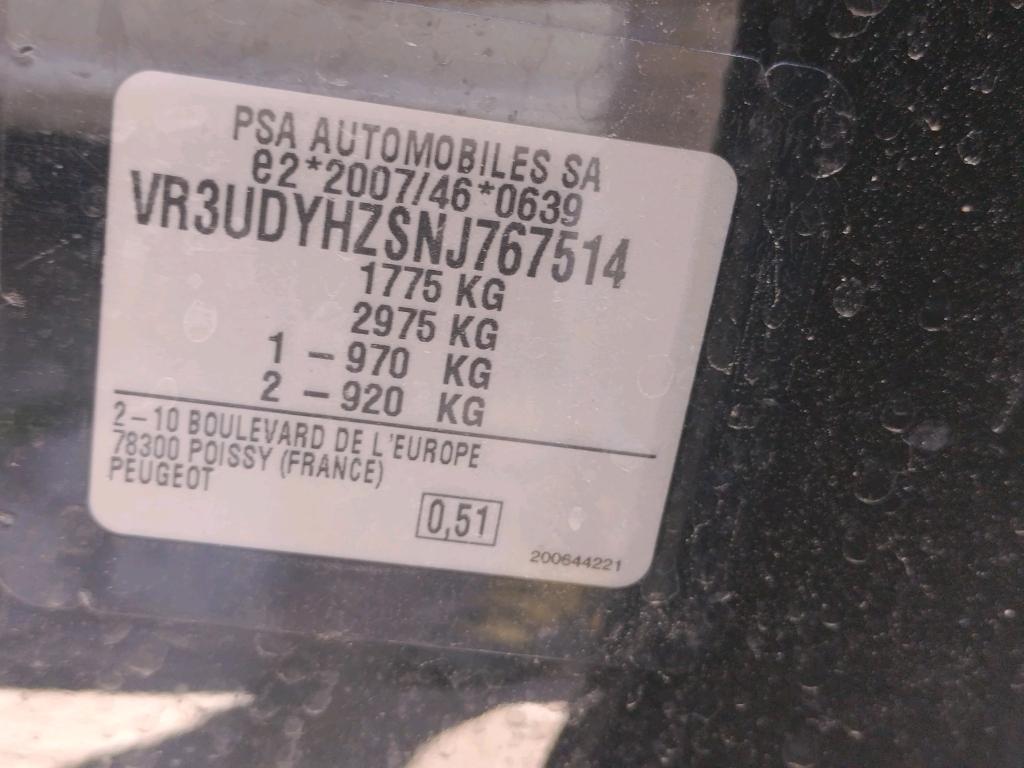 PSA AUTOMOBILES SA
e2*2007/46*0639
VR3UDYHZSNJ767514
1775 KG
2975 KG
1 – 970 KG
2 – 920 KG
2–10 BOULEVARD DE L'EUROPE
78300 POISSY (FRANCE)
PEUGEOT
0,51
200644221